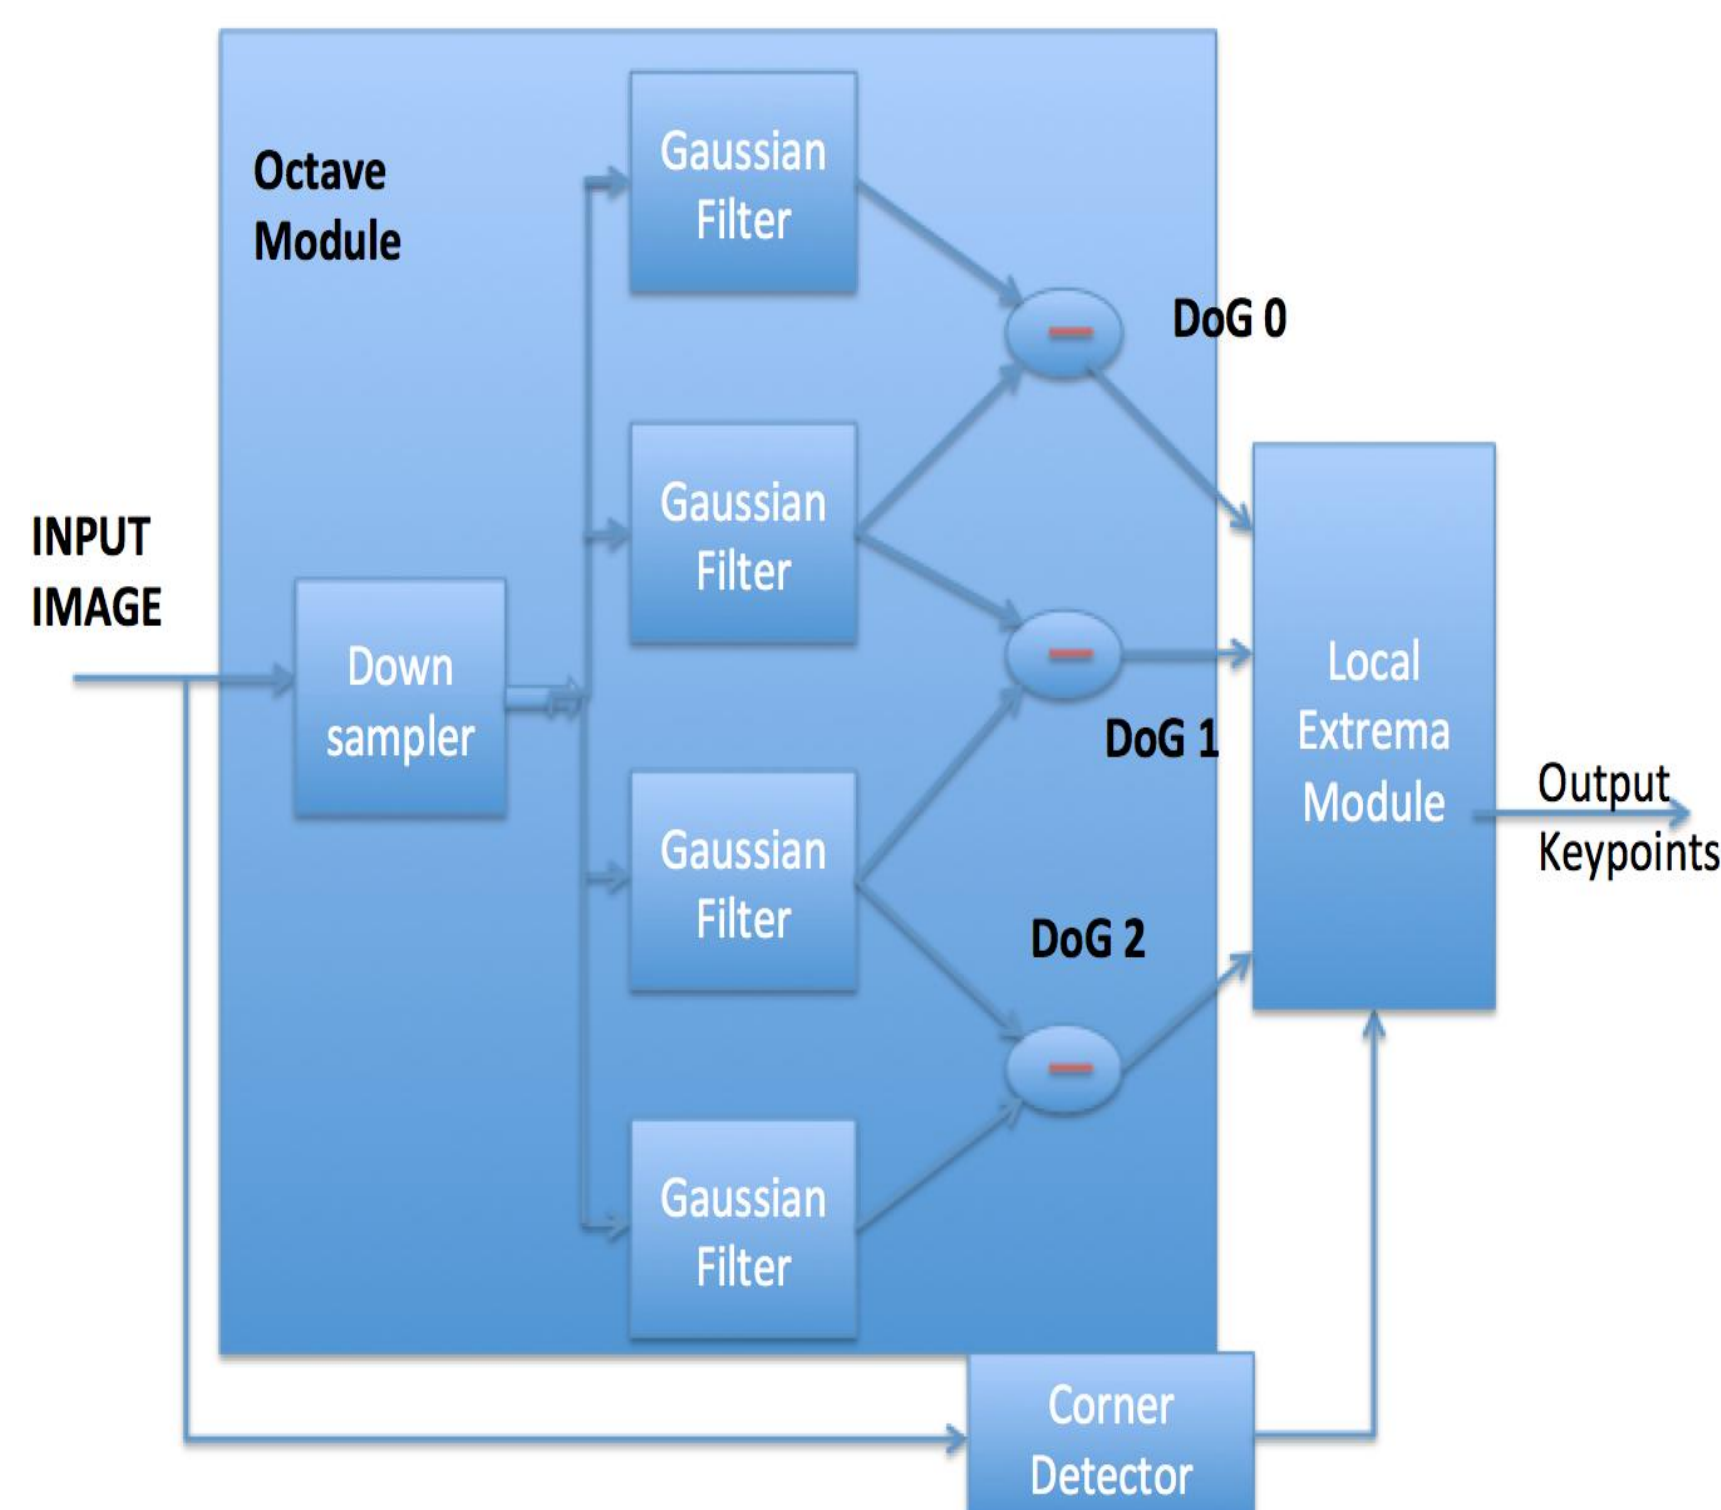 Octave
Module
Gaussian
Filter
DoG 0
Gaussian
Filter
INPUT
IMAGE
Down
sampler
Local
Extrema
Module
DoG 1
Output
Keypoints
Gaussian
Filter
DoG 2
Gaussian
Filter
Corner
Detector